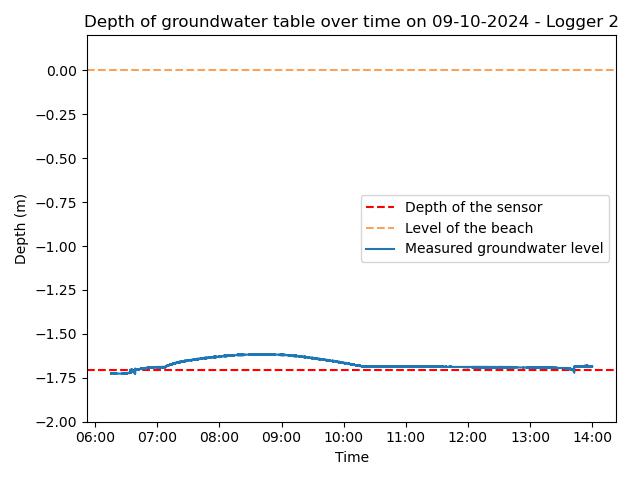 Depth of groundwater table over time on 09-10-2024 - Logger 2
0.00
−0.25
−0.50
−0.75
−1.00
−1.25
−1.50
−1.75
−2.00
Depth (m)
Depth of the sensor
Level of the beach
Measured groundwater level
06:00 07:00 08:00 09:00 10:00 11:00 12:00 13:00 14:00
Time